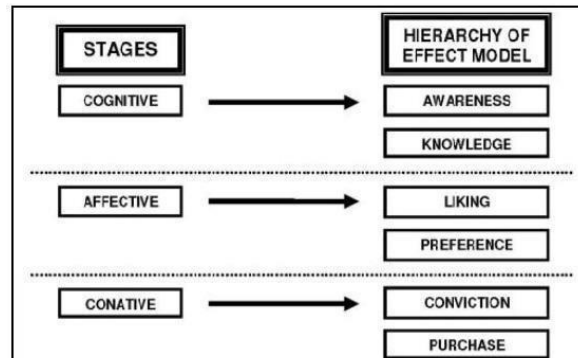 STAGES
HIERARCHY OF
EFFECT MODEL
COGNITIVE
AWARENESS
KNOWLEDGE
AFFECTIVE
LIKING
PREFERENCE
CONATIVE
CONVICTION
PURCHASE